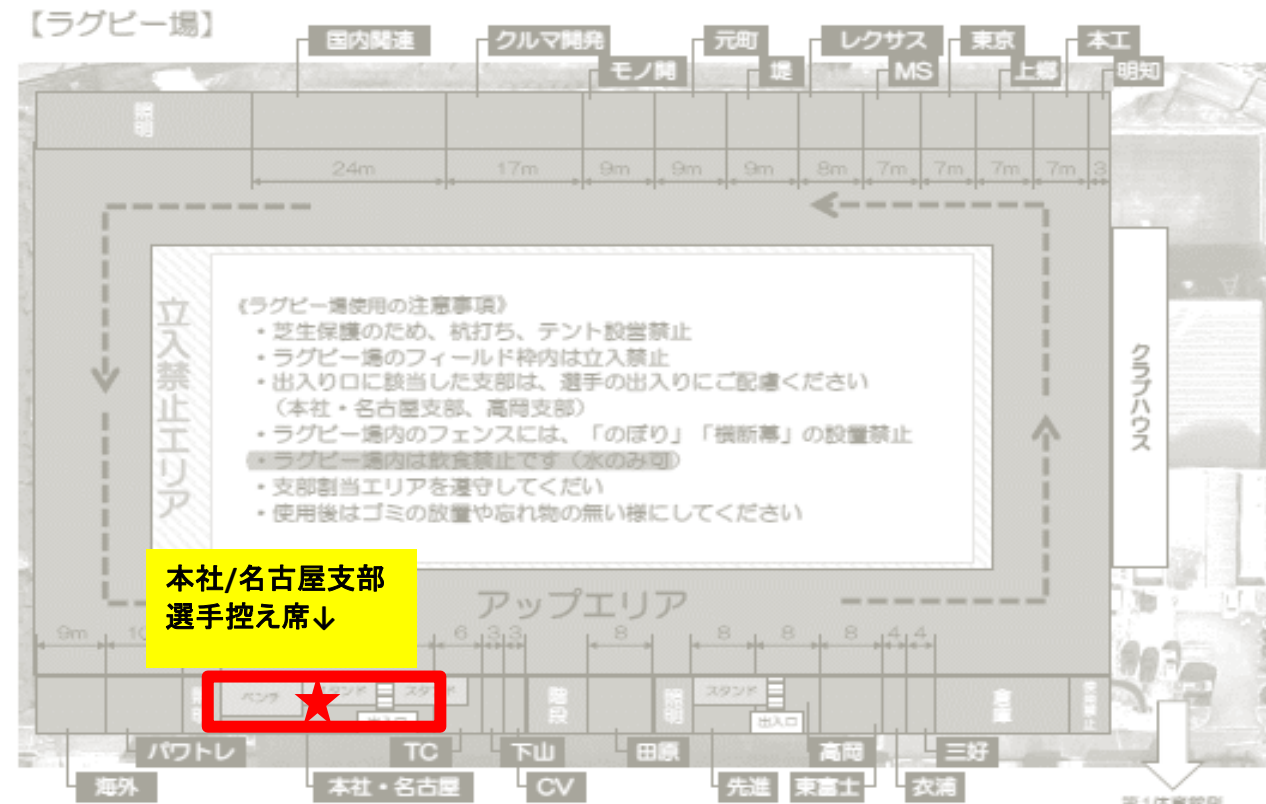 【ラグビー場】
国内関連
クルマ開発
元町
レクサス
東京
本工
モノ開
堤
MS
上郷
明知
照明
24m
17m
9m
9m
9m
8m
7m
7m
7m
7m
3
立入禁止エリア
《ラグビー場使用の注意事項》
・芝生保護のため、杭打ち、テント設営禁止
・ラグビー場のフィールド枠内は立入禁止
・出入り口に該当した支部は、選手の出入りにご配慮ください
(本社・名古屋支部、高岡支部)
・ラグビー場内のフェンスには、「のぼり」「横断幕」の設置禁止
・ラグビー場内は飲食禁止です(水のみ可)
・支部割当エリアを遵守してくだい
・使用後はゴミの放置や忘れ物の無い様にしてください
クラブハウス
本社/名古屋支部
選手控え席↓
アップエリア
9m
6
3
3
8
8
8
8
4
4
ベンチ
スタンド
スタンド
出入口
階段
照明
スタンド
出入口
倉庫
パワトレ
TC
下山
田原
高岡
三好
海外
本社・名古屋
CV
先進
東富士
衣浦